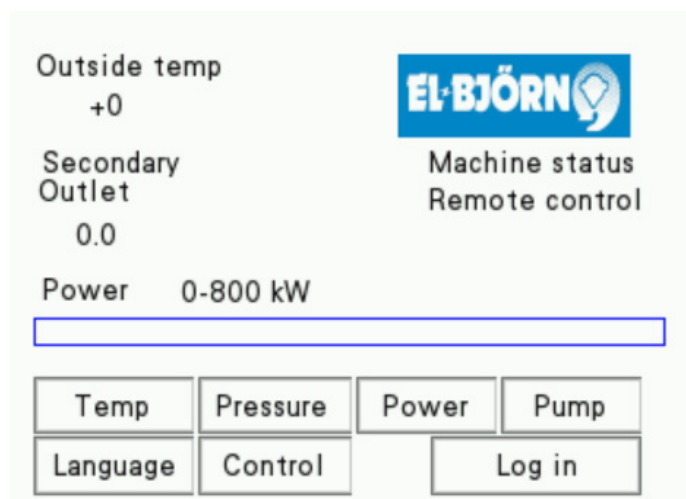 Outside temp
+0
EL-BJÖRN
Secondary
Outlet
0.0
Machine status
Remote control
Power 0-800 kW
Temp Pressure Power Pump
Language Control Log in